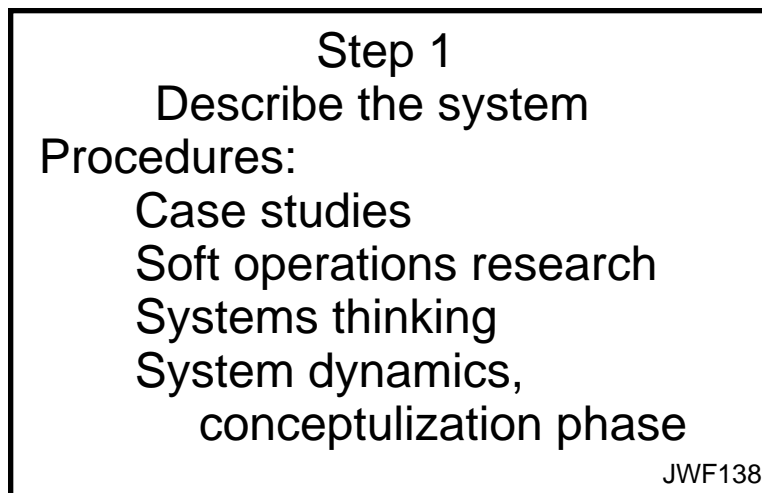 Step 1
Describe the system
Procedures:
Case studies
Soft operations research
Systems thinking
System dynamics,
conceptulization phase
JWF138